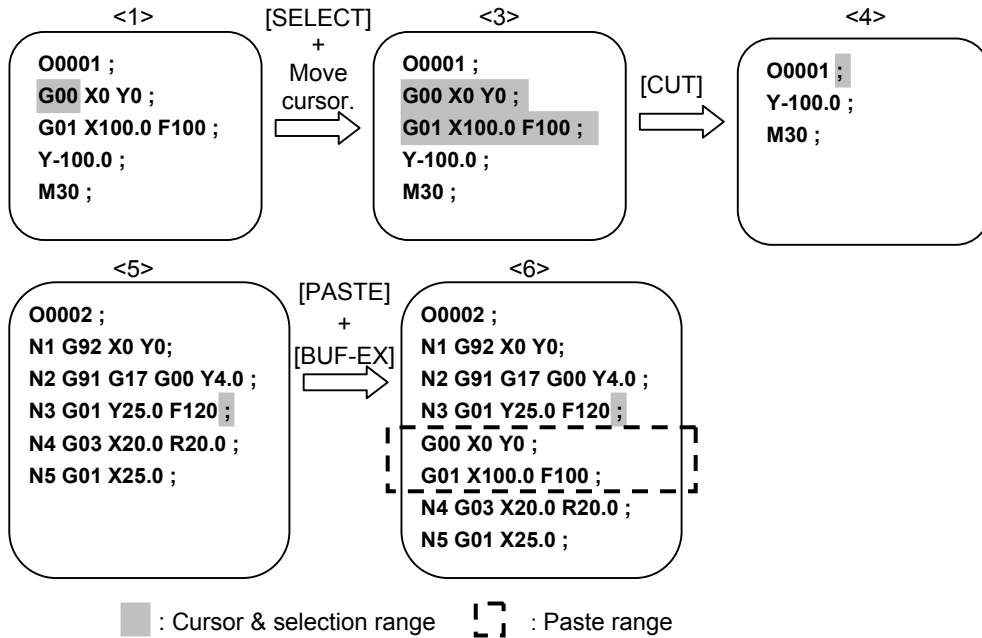 <1>
[SELECT]
+
Move
cursor.
<3>
[CUT]
<4>
O0001 ;
G00 X0 Y0 ;
G01 X100.0 F100 ;
Y-100.0 ;
M30 ;
O0001 ;
G00 X0 Y0 ;
G01 X100.0 F100 ;
Y-100.0 ;
M30 ;
O0001 ;
Y-100.0 ;
M30 ;
<5>
[PASTE]
+
[BUF-EX]
<6>
O0002 ;
N1 G92 X0 Y0;
N2 G91 G17 G00 Y4.0 ;
N3 G01 Y25.0 F120 ;
N4 G03 X20.0 R20.0 ;
N5 G01 X25.0 ;
O0002 ;
N1 G92 X0 Y0;
N2 G91 G17 G00 Y4.0 ;
N3 G01 Y25.0 F120 ;
G00 X0 Y0 ;
G01 X100.0 F100 ;
N4 G03 X20.0 R20.0 ;
N5 G01 X25.0 ;
: Cursor & selection range
: Paste range